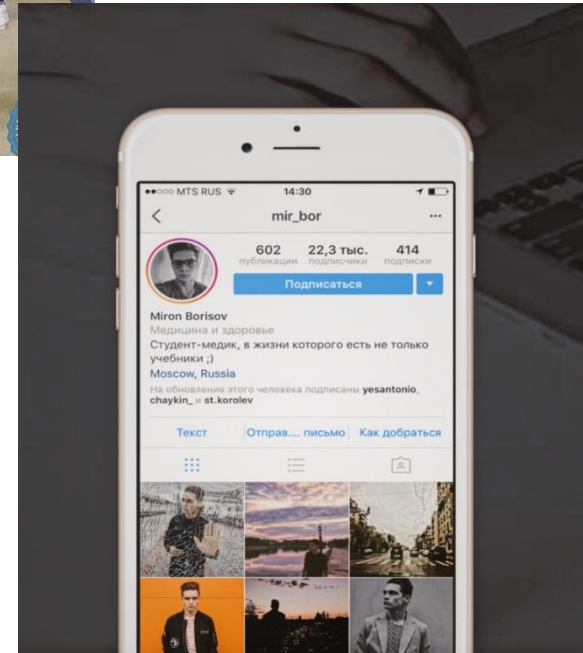 MTS RUS 14:30
mir_bor
602 22,3 тыс. 414
публикации подписчики подписки
Подписаться
Miron Borisov
Медицина и здоровье
Студент-медик, в жизни которого есть не только
учебники ;)
Moscow, Russia
На обновления этого человека подписаны yesantonio,
chaykin_ и st.korolev
Текст Отправ.... письмо Как добраться